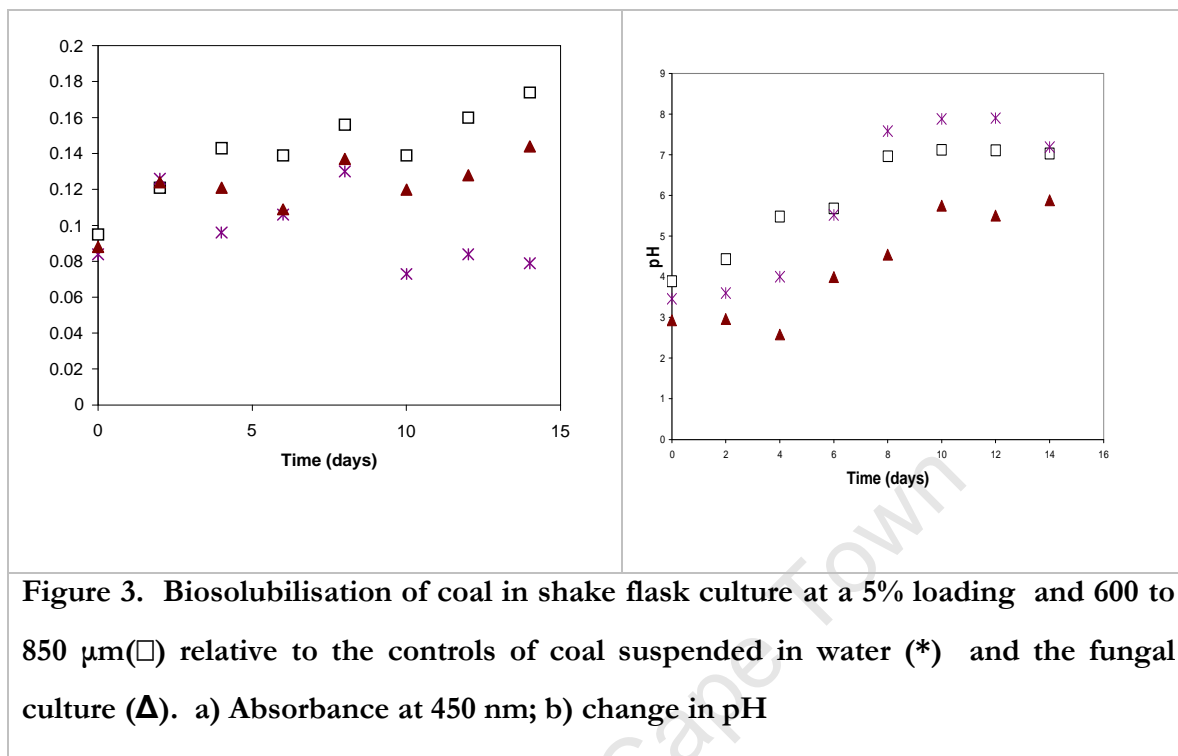 0.2
0.18
0.16
0.14
0.12
0.1
0.08
0.06
0.04
0.02
0
0 5 10 15
Time (days)
9
8
7
6
5
pH
4
3
2
1
0
0 2 4 6 8 10 12 14 16
Time (days)
Cape Town
Figure 3. Biosolubilisation of coal in shake flask culture at a 5% loading and 600 to
850 μm(□) relative to the controls of coal suspended in water (*) and the fungal
culture (Δ). a) Absorbance at 450 nm; b) change in pH